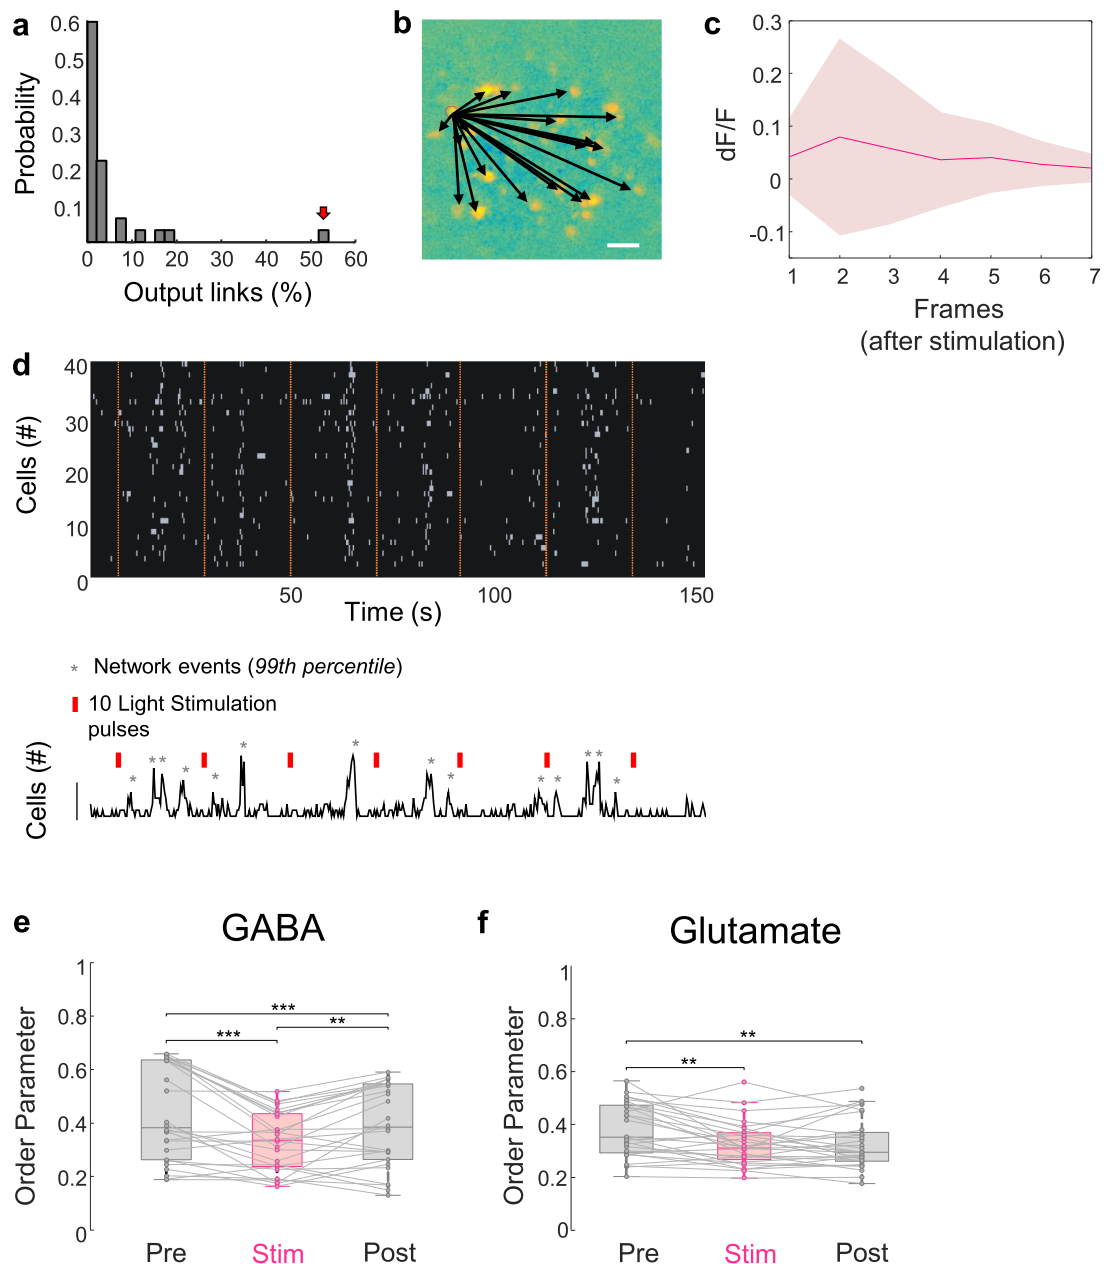 a
0.6
0.5
0.4
0.3
0.2
0.1
Probability
0 10 20 30 40 50 60
Output links (%)
b
c
0.3
0.2
0.1
0
-0.1
dF/F
1 2 3 4 5 6 7
Frames
(after stimulation)
d
40
30
20
10
0
Cells (#)
50 100 150
Time (s)
* Network events (99th percentile)
10 Light Stimulation
pulses
* * * * * * * * * * * * * *
Cells (#)
e
GABA
1
0.8
0.6
0.4
0.2
0
Order Parameter
***
*** **
Pre Stim Post
f
Glutamate
1
0.8
0.6
0.4
0.2
0
Order Parameter
**
**
Pre Stim Post